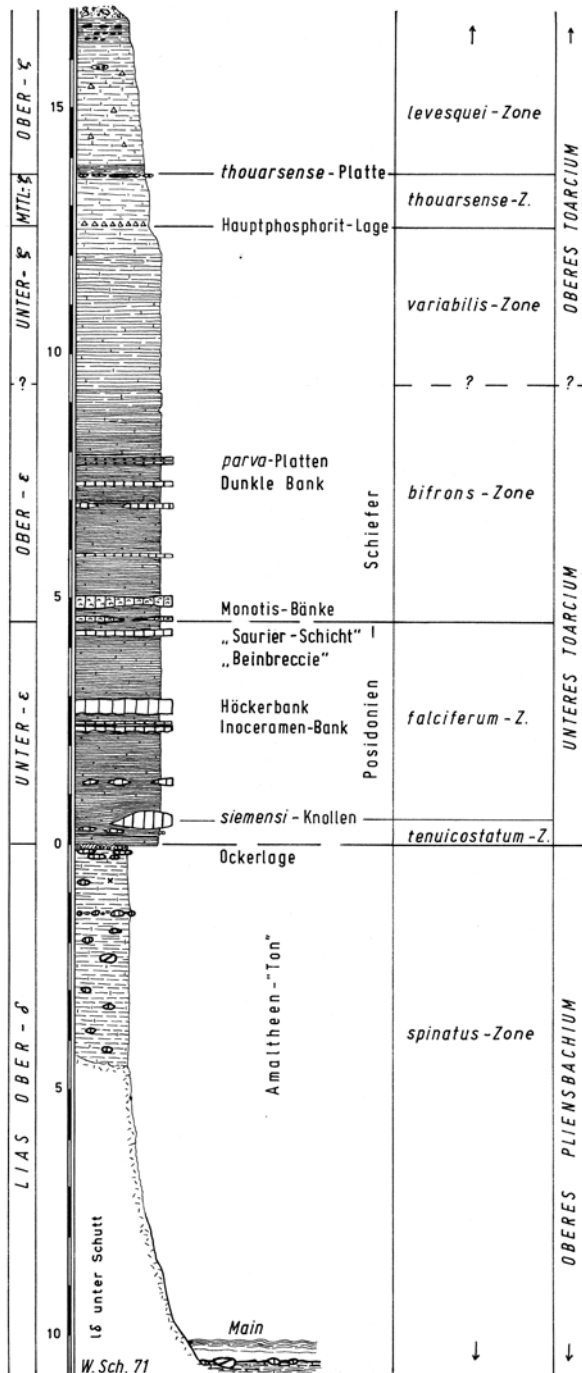 OBER-ζ
MTTL-ζ
UNTER-ζ
?
OBER-ε
UNTER-ε
LIAS OBER-δ
15
10
5
0
5
10
thouarsense-Platte
Hauptphosphorit-Lage
parva-Platten
Dunkle Bank
Monotis-Bänke
„Saurier-Schicht"
„Beinbreccie"
Höckerbank
Inoceramen-Bank
siemensi-Knollen
Ockerlage
Posidonien Schiefer
Amaltheen-"Ton"
lδ unter Schutt
Main
W. Sch. 71
levesquei-Zone
thouarsense-Z.
variabilis-Zone
?
bifrons-Zone
falciferum-Z.
tenuicostatum-Z.
spinatus-Zone
OBERES TOARCIUM
?
UNTERES TOARCIUM
OBERES PLIENSBACHIUM